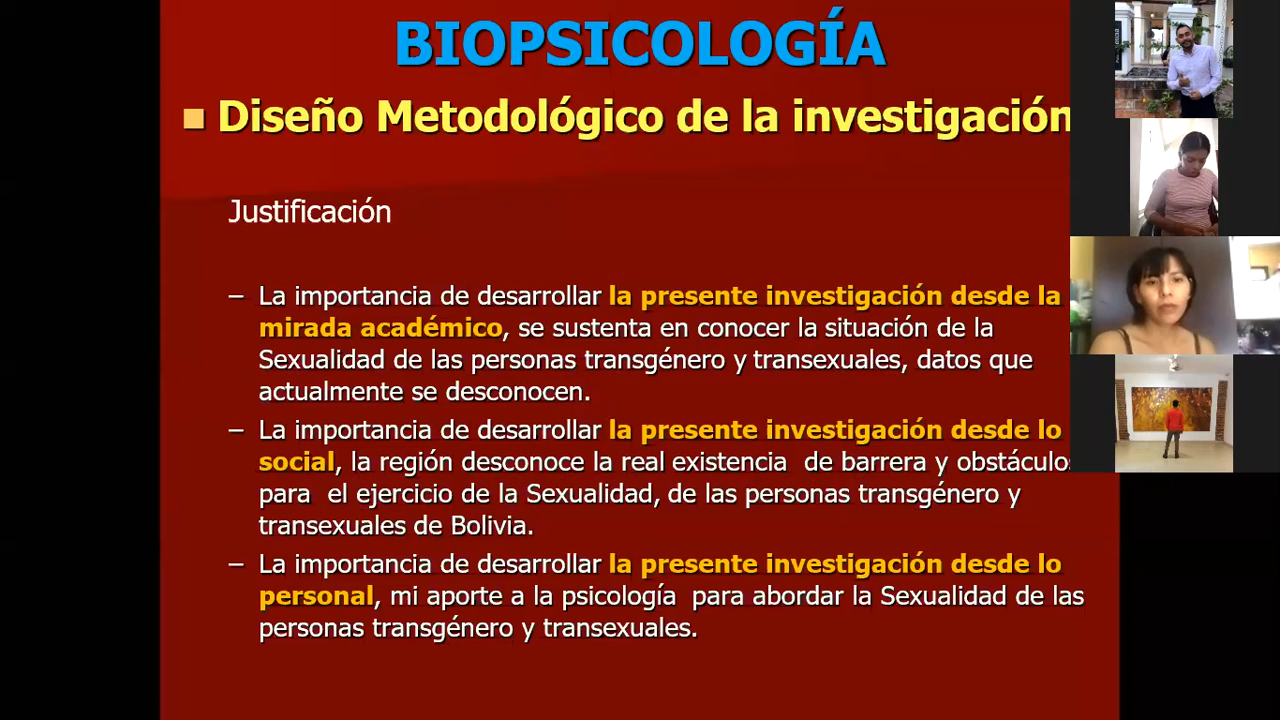 BIOPSICOLOGÍA
Diseño Metodológico de la investigación
Justificación
– La importancia de desarrollar la presente investigación desde la
mirada académico, se sustenta en conocer la situación de la
Sexualidad de las personas transgénero y transexuales, datos que
actualmente se desconocen.
– La importancia de desarrollar la presente investigación desde lo
social, la región desconoce la real existencia de barrera y obstáculos
para el ejercicio de la Sexualidad, de las personas transgénero y
transexuales de Bolivia.
– La importancia de desarrollar la presente investigación desde lo
personal, mi aporte a la psicología para abordar la Sexualidad de las
personas transgénero y transexuales.